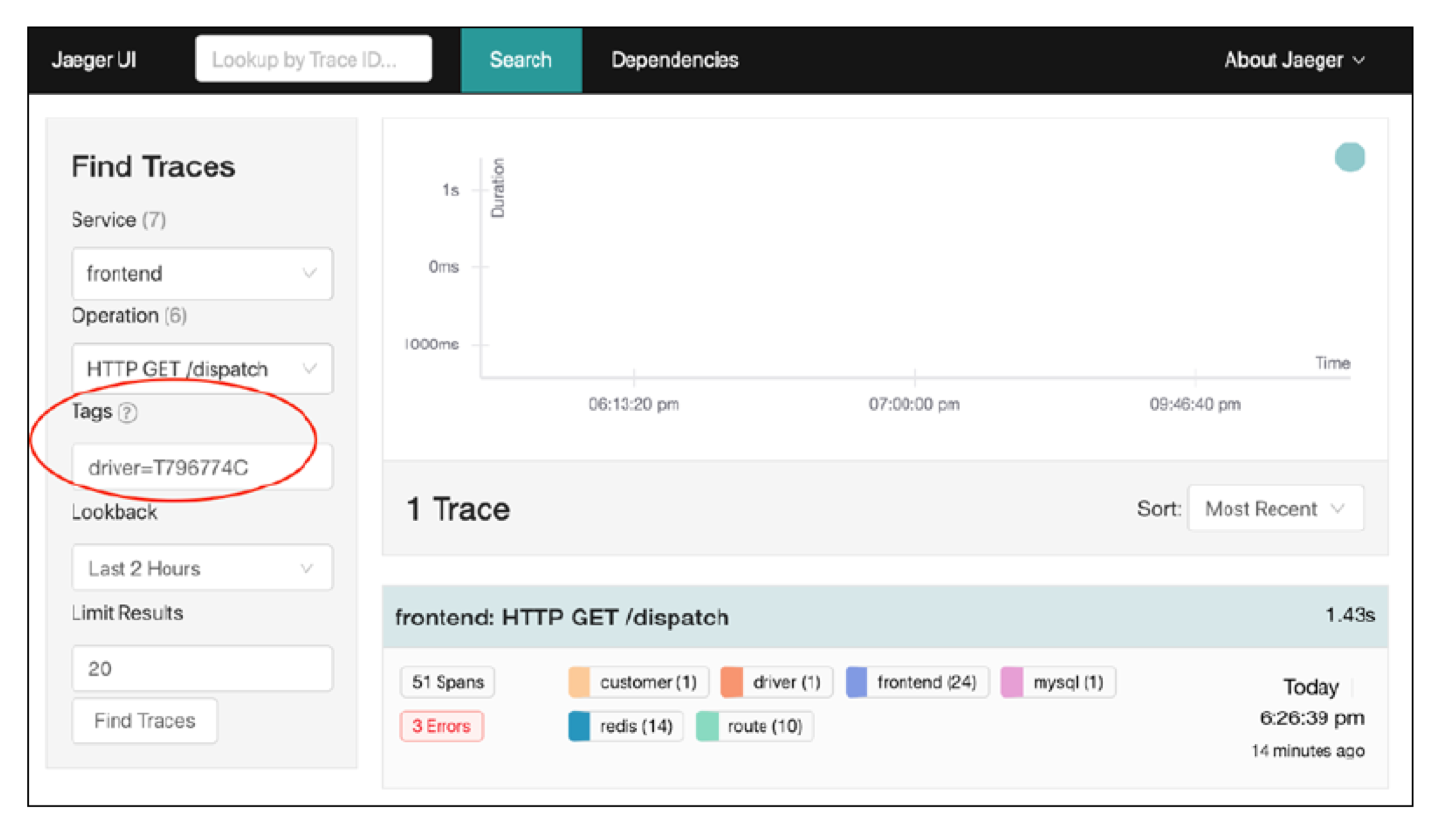 Jaeger UI
Lookup by Trace ID...
Search
Dependencies
About Jaeger
Find Traces
Service (7)
frontend
Operation (6)
HTTP GET /dispatch
Tags ?
driver=T796774C
Lookback
Last 2 Hours
Limit Results
20
Find Traces
Duration
1s
0ms
1000ms
Time
06:13:20 pm
07:00:00 pm
09:46:40 pm
1 Trace
Sort: Most Recent
frontend: HTTP GET /dispatch
1.43s
51 Spans
customer (1)
driver (1)
frontend (24)
mysql (1)
3 Errors
redis (14)
route (10)
Today
6:26:39 pm
14 minutes ago